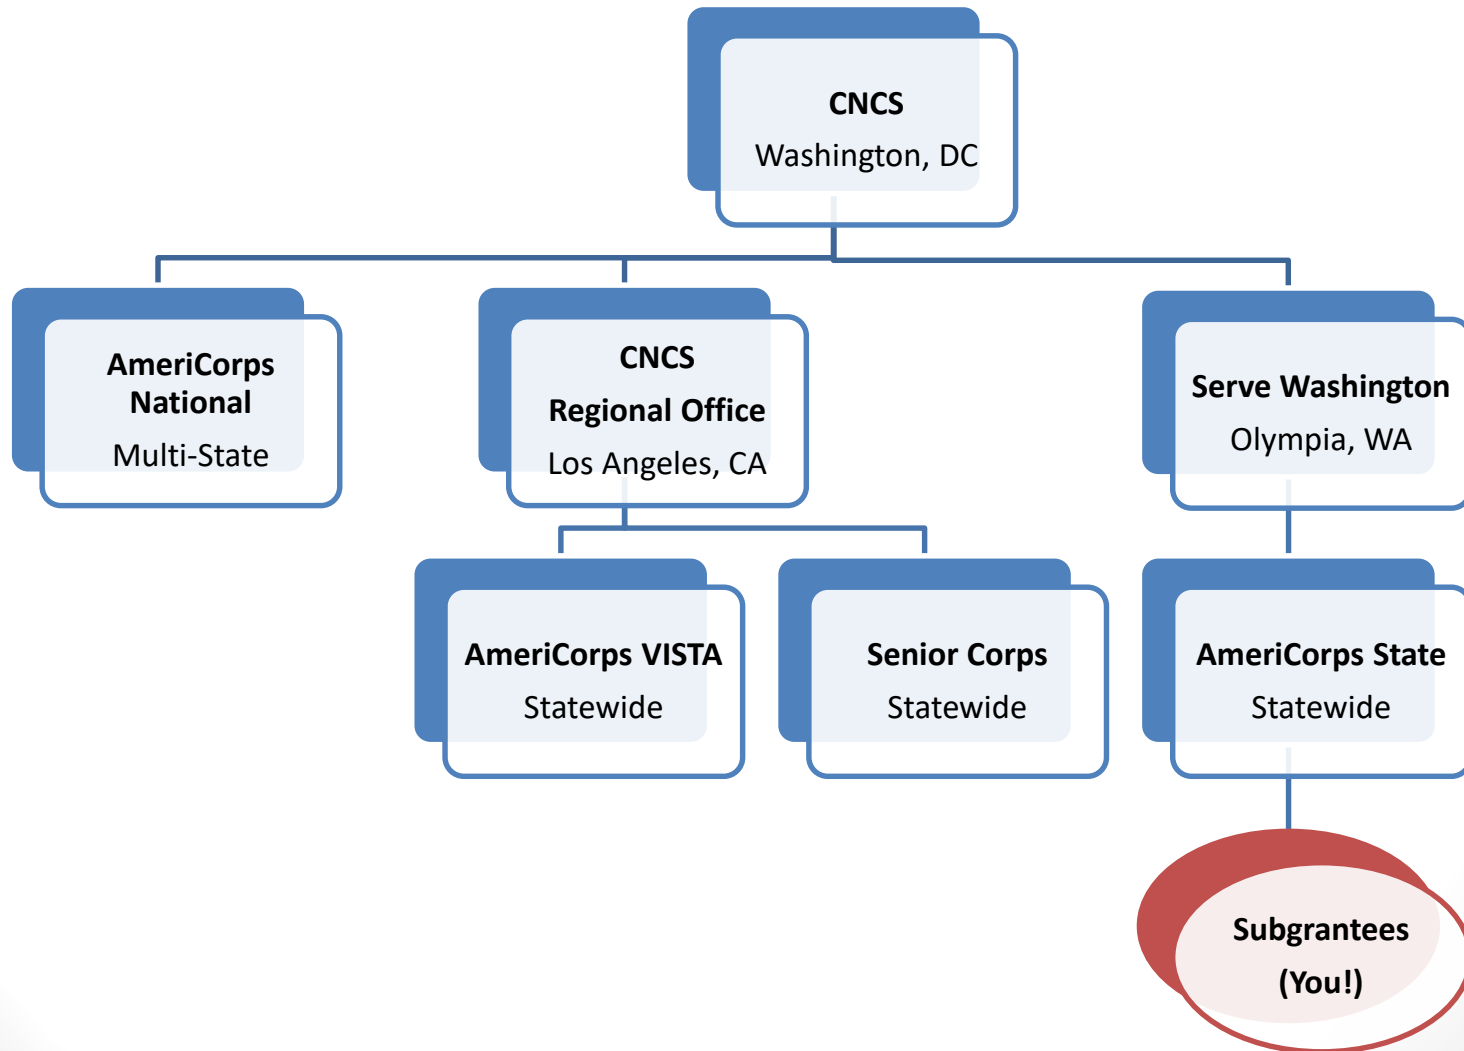 CNCS
Washington, DC
AmeriCorps
National
Multi-State
CNCS
Regional Office
Los Angeles, CA
Serve Washington
Olympia, WA
AmeriCorps VISTA
Statewide
Senior Corps
Statewide
AmeriCorps State
Statewide
Subgrantees
(You!)